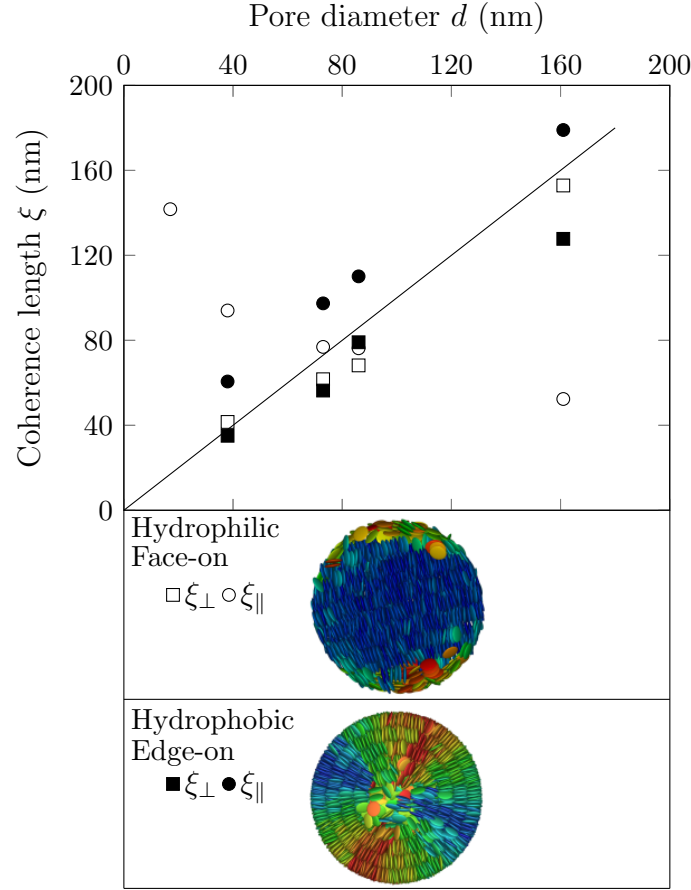 Pore diameter d (nm)
0 40 80 120 160 200
Coherence length ξ (nm)
200
160
120
80
40
0
Hydrophilic
Face-on
ξ⊥ ξ∥
Hydrophobic
Edge-on
ξ⊥ ξ∥